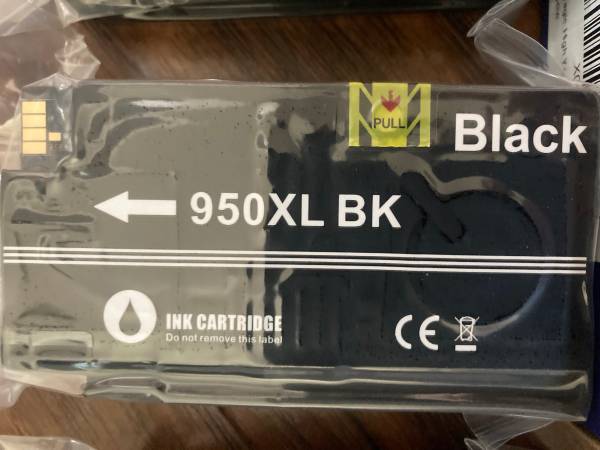 PULL
Black
950XL BK
INK CARTRIDGE
Do not remove this label
CE